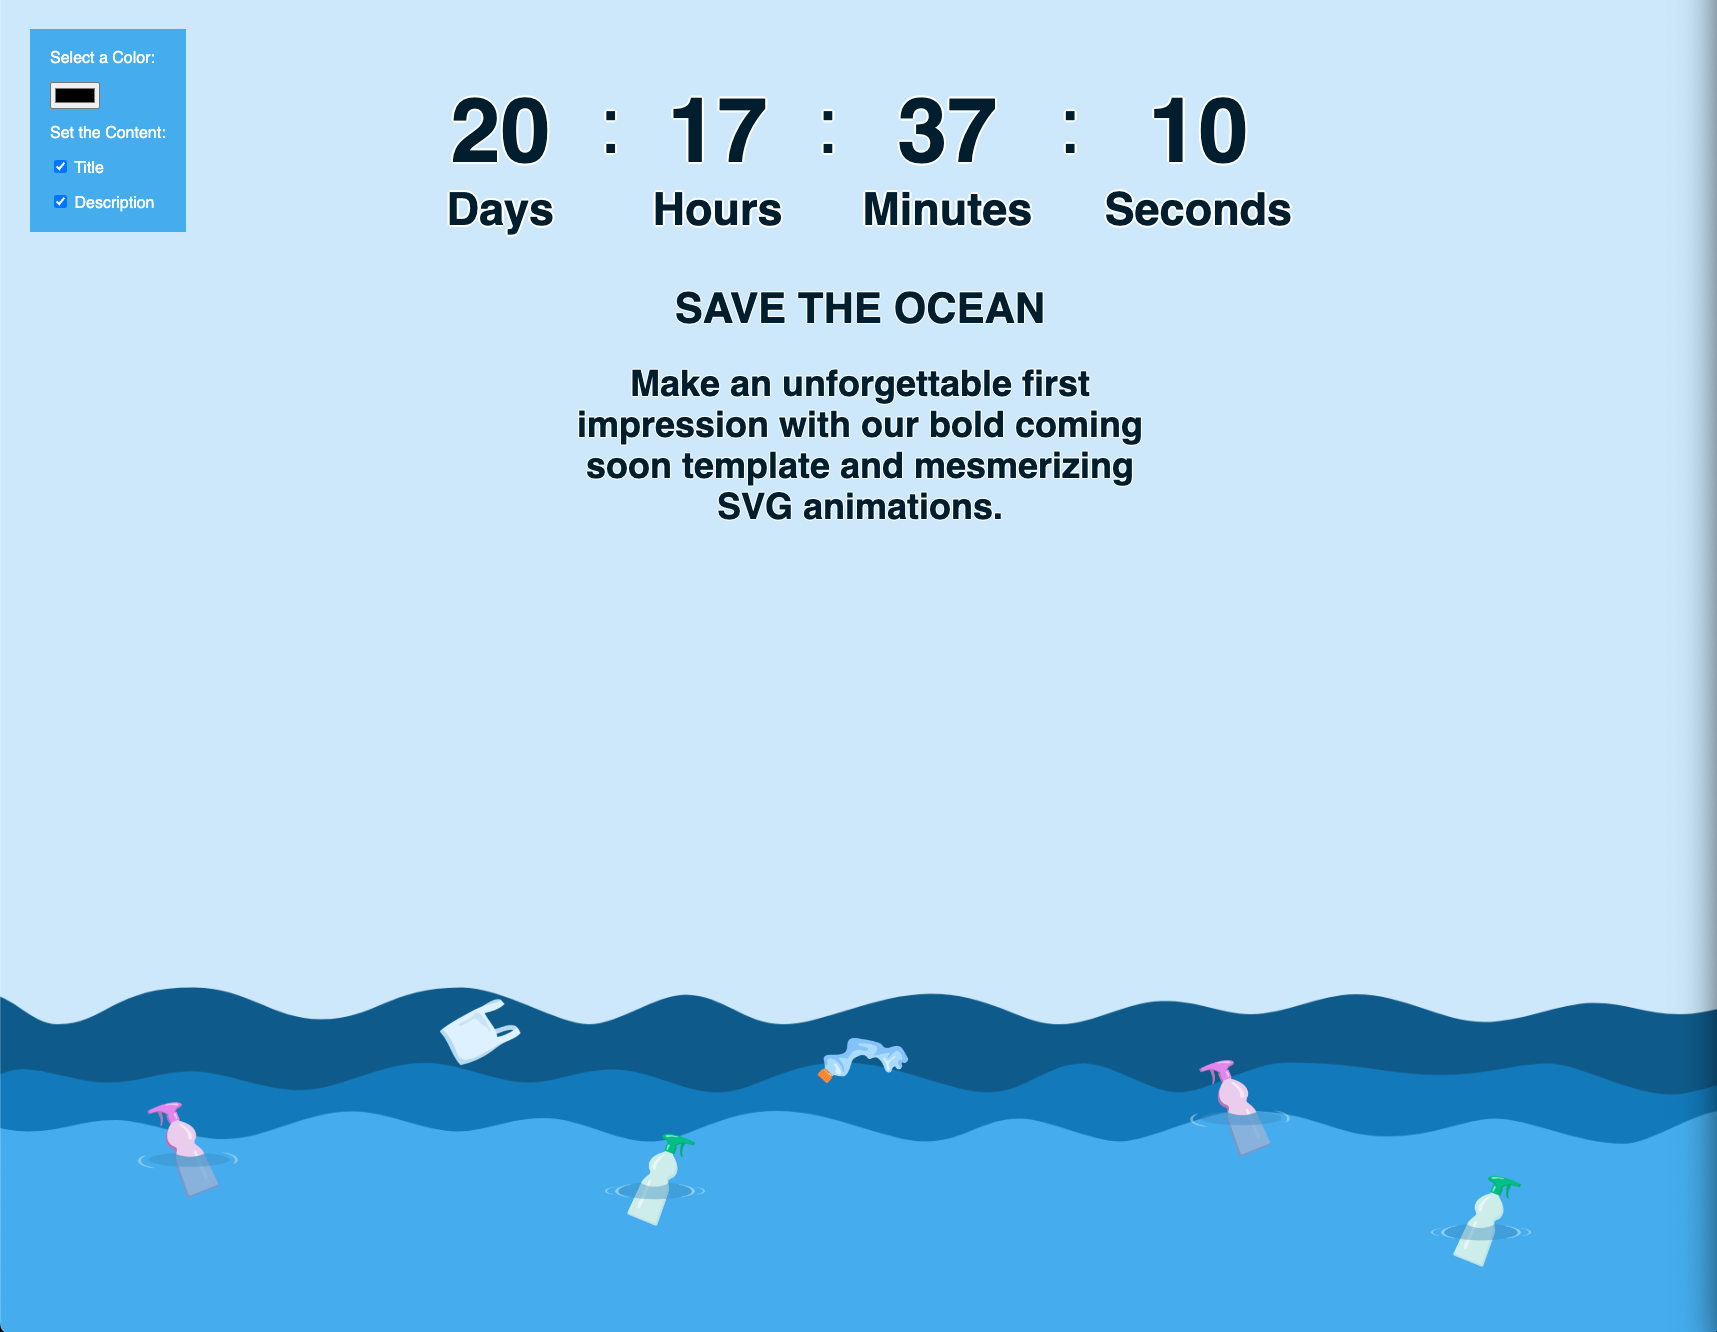 Select a Color:
Set the Content:
Title
Description
20 : 17 : 37 : 10
Days Hours Minutes Seconds
SAVE THE OCEAN
Make an unforgettable first
impression with our bold coming
soon template and mesmerizing
SVG animations.